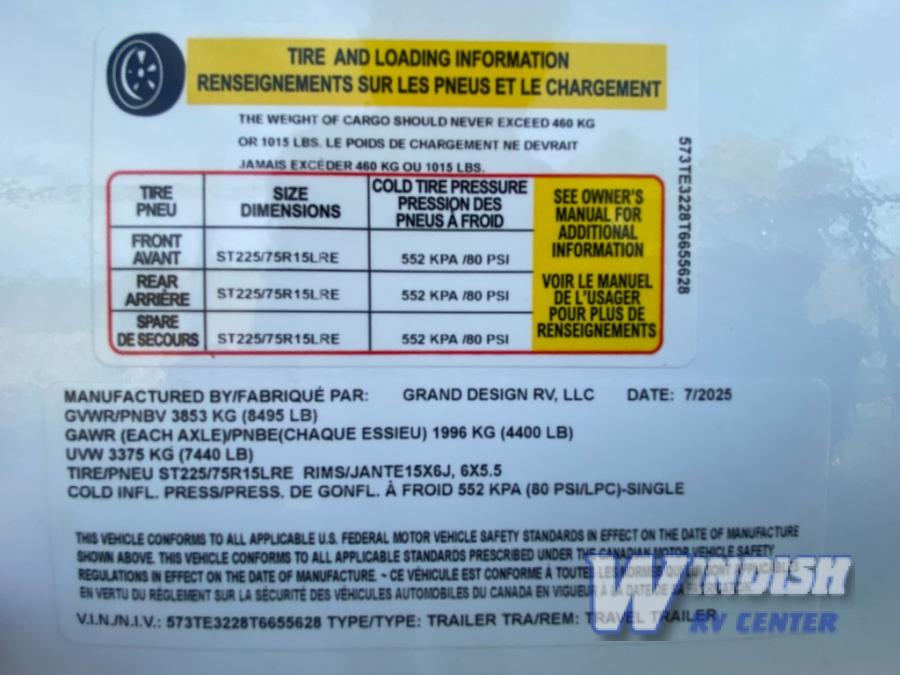 TIRE AND LOADING INFORMATION
RENSEIGNEMENTS SUR LES PNEUS ET LE CHARGEMENT
THE WEIGHT OF CARGO SHOULD NEVER EXCEED 460 KG
OR 1015 LBS. LE POIDS DE CHARGEMENT NE DEVRAIT
JAMAIS EXCÉDER 460 KG OU 1015 LBS.
TIRE
PNEU
SIZE
DIMENSIONS
COLD TIRE PRESSURE
PRESSION DES
PNEUS À FROID
FRONT
AVANT
ST225/75R15LRE
552 KPA /80 PSI
REAR
ARRIÈRE
ST225/75R15LRE
552 KPA /80 PSI
SPARE
DE SECOURS
ST225/75R15LRE
552 KPA /80 PSI
SEE OWNER'S
MANUAL FOR
ADDITIONAL
INFORMATION
VOIR LE MANUEL
DE L'USAGER
POUR PLUS DE
RENSEIGNEMENTS
573TE3228T6655628
MANUFACTURED BY/FABRIQUÉ PAR: GRAND DESIGN RV, LLC DATE: 7/2025
GVWR/PNBV 3853 KG (8495 LB)
GAWR (EACH AXLE)/PNBE(CHAQUE ESSIEU) 1996 KG (4400 LB)
UVW 3375 KG (7440 LB)
TIRE/PNEU ST225/75R15LRE RIMS/JANTE15X6J, 6X5.5
COLD INFL. PRESS/PRESS. DE GONFL. À FROID 552 KPA (80 PSI/LPC)-SINGLE
THIS VEHICLE CONFORMS TO ALL APPLICABLE U.S. FEDERAL MOTOR VEHICLE SAFETY STANDARDS IN EFFECT ON THE DATE OF MANUFACTURE
SHOWN ABOVE. THIS VEHICLE CONFORMS TO ALL APPLICABLE STANDARDS PRESCRIBED UNDER THE CANADIAN MOTOR VEHICLE SAFETY
REGULATIONS IN EFFECT ON THE DATE OF MANUFACTURE. ~ CE VÉHICULE EST CONFORME À TOUTES LES NORMES QUI LUI SONT APPLICABLES
EN VERTU DU RÈGLEMENT SUR LA SÉCURITÉ DES VÉHICULES AUTOMOBILES DU CANADA EN VIGUEUR À LA DATE DE SA FABRICATION.
V.I.N./N.I.V.: 573TE3228T6655628 TYPE/TYPE: TRAILER TRA/REM: TRAVEL TRAILER
WINDISH
RV CENTER